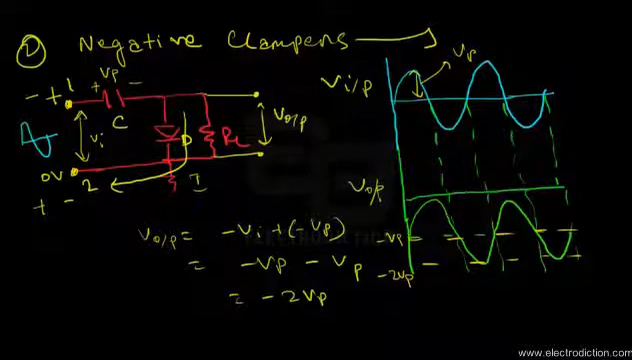 ① Negative Clampers
Vp
Vi/p
+ Vp -
- + 1
C
Vi
D
RL
Vo/p
0V
+ - 2
I
Vo/p
Vo/p = -Vi + (-Vp)
= -Vp - Vp
= -2Vp
-Vp
-2Vp
www.electrodiction.com